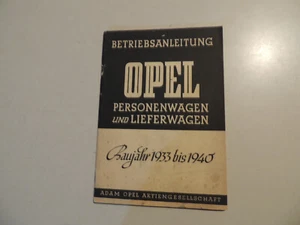 BETRIEBSANLEITUNG
OPEL
PERSONENWAGEN
UND LIEFERWAGEN
Baujahr 1933 bis 1940
ADAM OPEL AKTIENGESELLSCHAFT